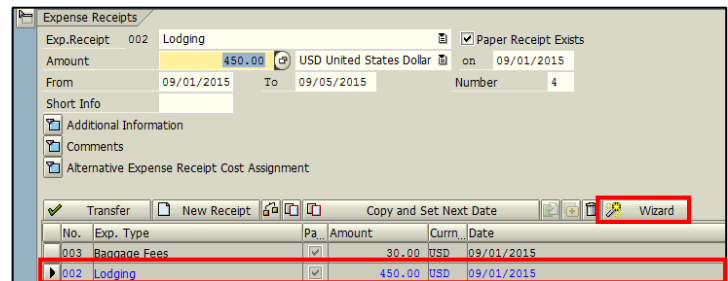 Expense Receipts
Exp.Receipt 002 Lodging Paper Receipt Exists
Amount 450.00 USD United States Dollar on 09/01/2015
From 09/01/2015 To 09/05/2015 Number 4
Short Info
Additional Information
Comments
Alternative Expense Receipt Cost Assignment
Transfer New Receipt Copy and Set Next Date Wizard
No. Exp. Type Pa... Amount Currn... Date
003 Baggage Fees 30.00 USD 09/01/2015
002 Lodging 450.00 USD 09/01/2015